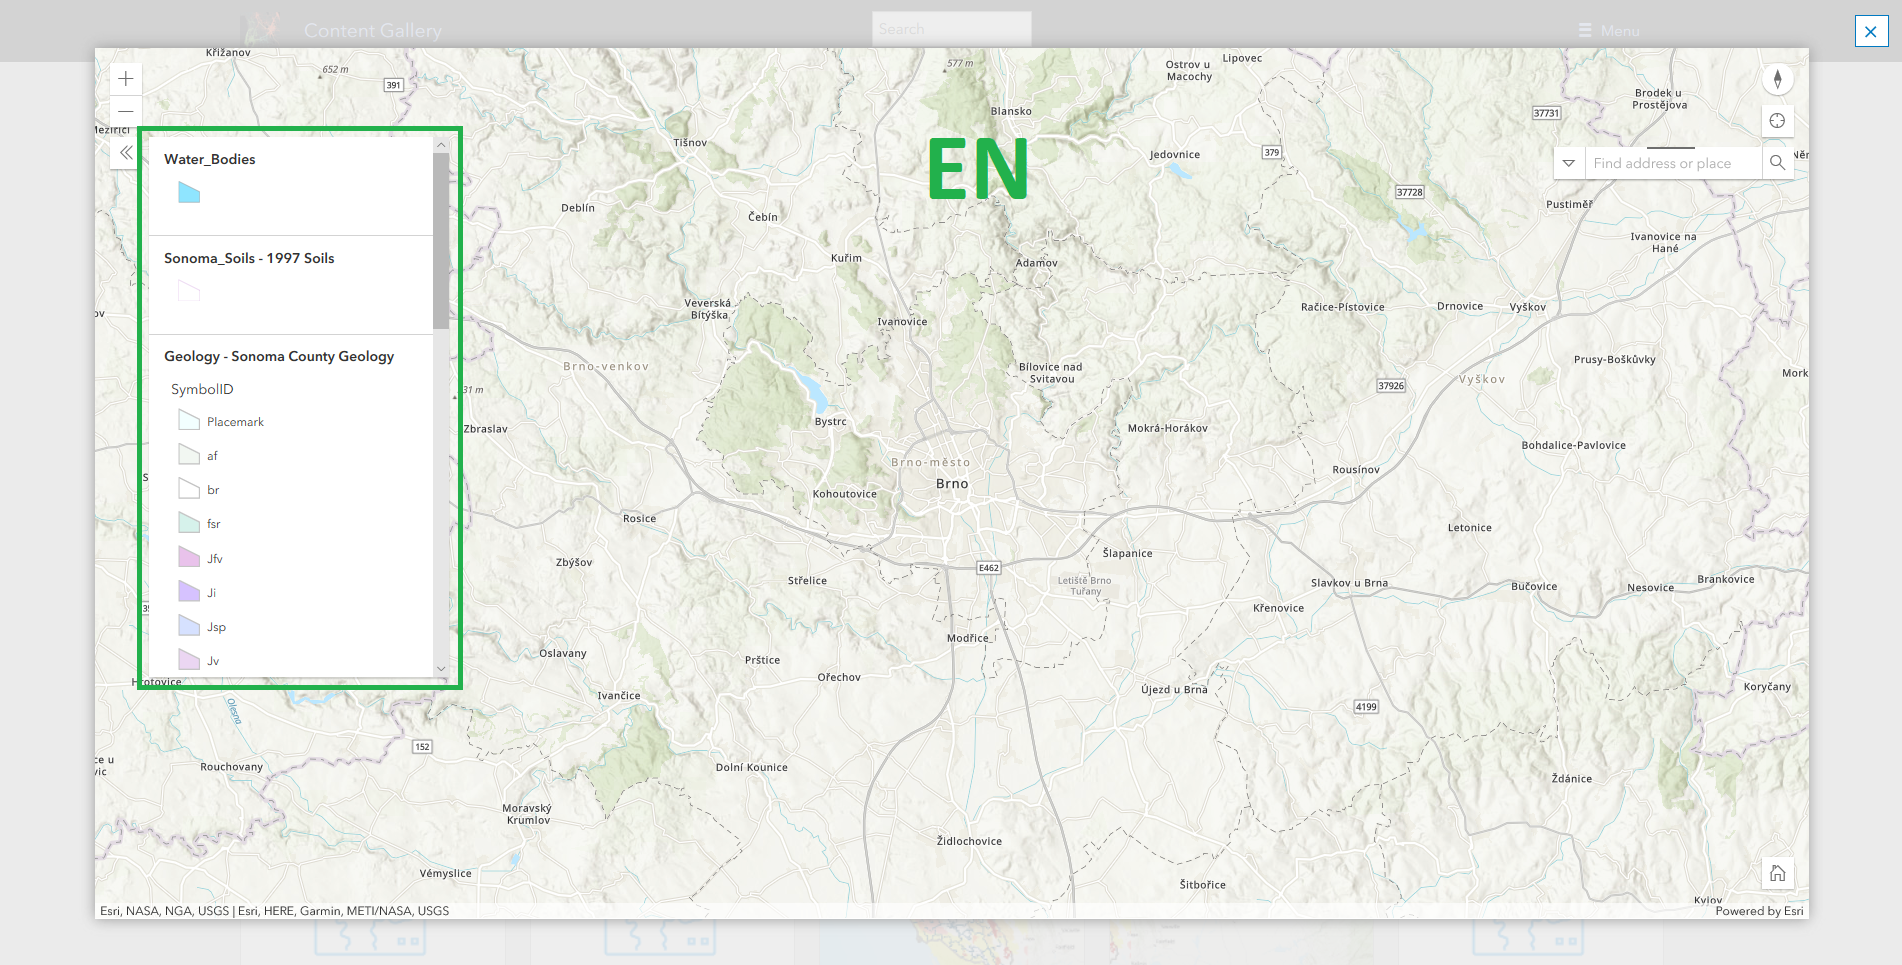 Content Gallery
Search
Menu
EN
Find address or place
Water_Bodies
Sonoma_Soils - 1997 Soils
Geology - Sonoma County Geology
SymbolID
Placemark
af
br
fsr
Jfv
Ji
Jsp
Jv
Křižanov
652 m
391
577 m
Ostrov u
Macochy
Lipovec
Blansko
Brodek u
Prostějova
37731
Tišnov
Jedovnice
379
37728
Deblín
Čebín
Pustiměř
Ivanovice na
Hané
Kuřim
Adamov
Veverská
Bítýška
Ivanovice
Račice-Pístovice
Drnovice
Vyškov
Brno-venkov
Bílovice nad
Svitavou
Prusy-Boškůvky
37926
Vyškov
Zbraslav
Bystrc
Mokrá-Horákov
Bohdalice-Pavlovice
Brno-město
Brno
Rousínov
Kohoutovice
Rosice
Letonice
Šlapanice
Zbýšov
E462
Střelice
Letiště Brno
Tuřany
Slavkov u Brna
Bučovice
Nesovice
Brankovice
Křenovice
Modřice
Oslavany
Prštice
Ořechov
Újezd u Brna
Koryčany
Hrotovice
Ivančice
Olesna
4199
152
Rouchovany
Dolní Kounice
Ždánice
Moravský
Krumlov
Židlochovice
Vémyslice
Šitbořice
Kyjov
Esri, NASA, NGA, USGS | Esri, HERE, Garmin, METI/NASA, USGS
Powered by Esri